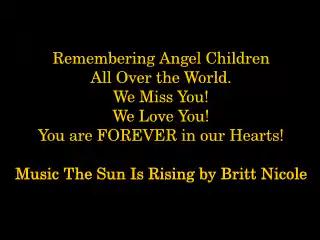 Remembering Angel Children
All Over the World.
We Miss You!
We Love You!
You are FOREVER in our Hearts!
Music The Sun Is Rising by Britt Nicole